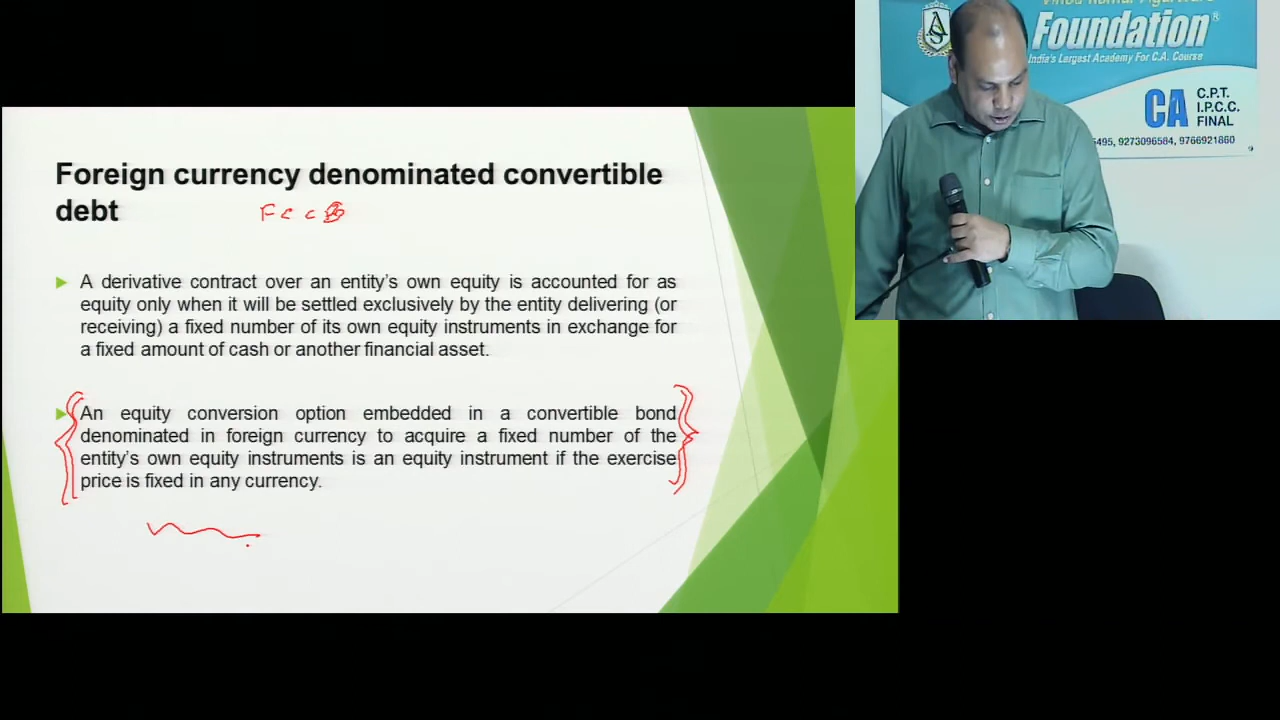 Foundation®
India's Largest Academy For C.A. Course
CA
C.P.T.
I.P.C.C.
FINAL
5495, 9273096584, 9766921860
Foreign currency denominated convertible
debt
FCCB
A derivative contract over an entity's own equity is accounted for as
equity only when it will be settled exclusively by the entity delivering (or
receiving) a fixed number of its own equity instruments in exchange for
a fixed amount of cash or another financial asset.
An equity conversion option embedded in a convertible bond
denominated in foreign currency to acquire a fixed number of the
entity's own equity instruments is an equity instrument if the exercise
price is fixed in any currency.